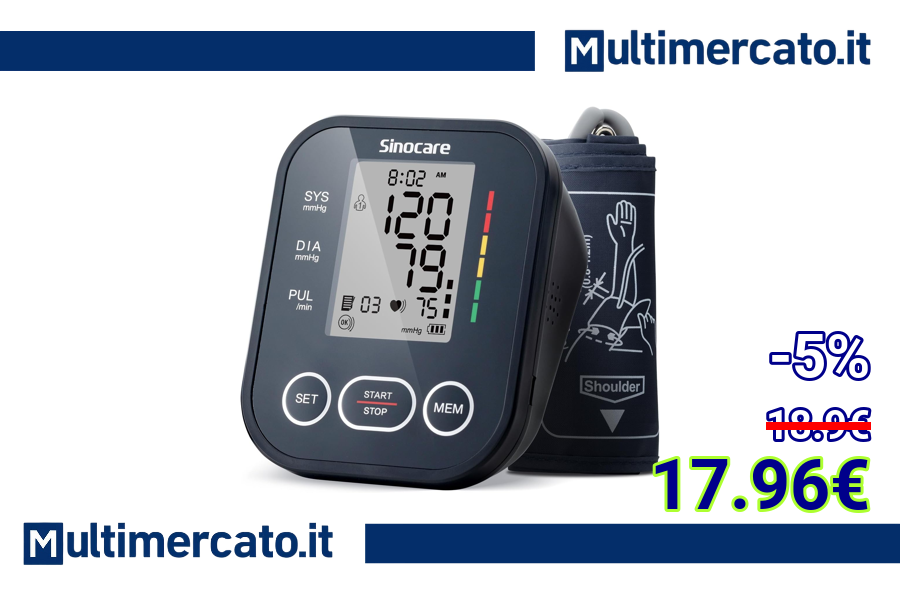 Multimercato.it
Sinocare
8:02 AM
SYS
mmHg
120
DIA
mmHg
79
PUL
/min
03
75
OK
mmHg
SET
START
STOP
MEM
Shoulder
-5%
18.9€
17.96€
Multimercato.it